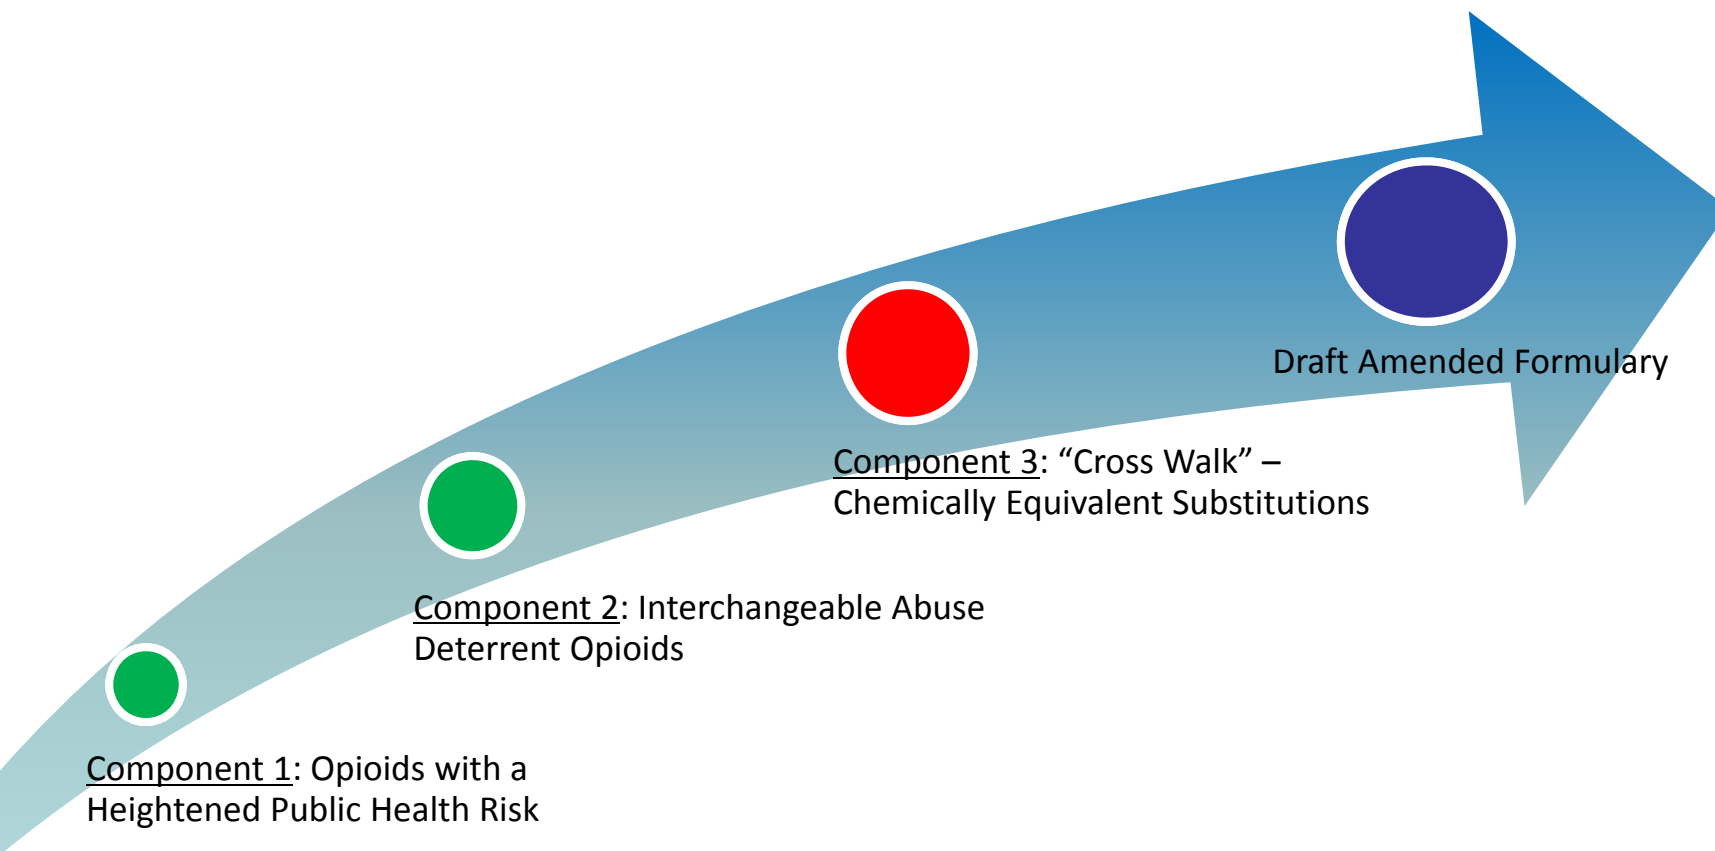 Draft Amended Formulary
Component 3: “Cross Walk” –
Chemically Equivalent Substitutions
Component 2: Interchangeable Abuse
Deterrent Opioids
Component 1: Opioids with a
Heightened Public Health Risk